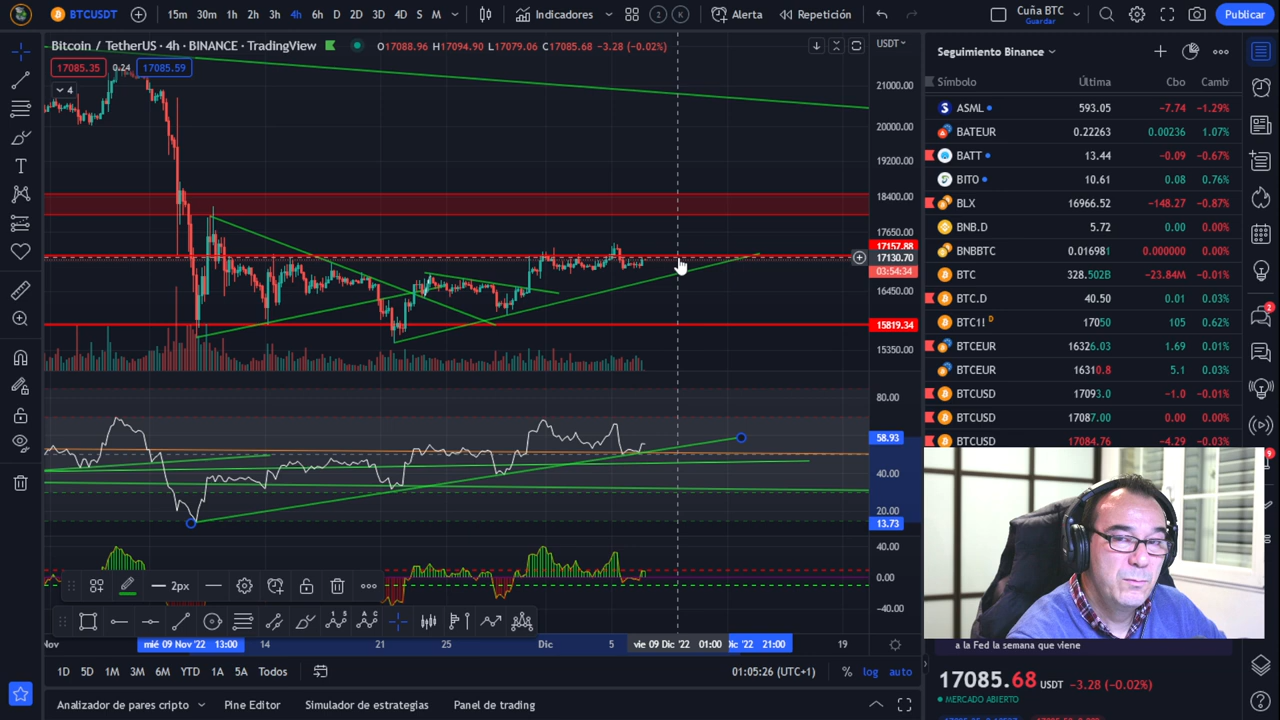 BTCUSDT 15m 30m 1h 2h 3h 4h 6h D 2D 3D 4D S M Indicadores 2 K Alerta Repetición Cuña BTC Guardar Publicar
Bitcoin / TetherUS · 4h · BINANCE · TradingView O17088.96 H17094.90 L17079.06 C17085.68 −3.28 (−0.02%)
17085.35 0.24 17085.59
4
USDT
21000.00
20000.00
19200.00
18400.00
17650.00
17157.88
17130.70
03:54:34
16450.00
15819.34
15350.00
80.00
58.93
40.00
20.00
13.73
40.00
0.00
−40.00
2px
Nov mié 09 Nov '22 13:00 14 21 25 Dic 5 vie 09 Dic '22 01:00 ic '22 21:00 19
1D 5D 1M 3M 6M YTD 1A 5A Todos 01:05:26 (UTC+1) % log auto
Analizador de pares cripto Simulador de estrategias Panel de trading
Seguimiento Binance
Símbolo Última Cbo Camb
ASML 593.05 −7.74 −1.29%
BATEUR 0.22263 0.00236 1.07%
BATT 13.44 −0.09 −0.67%
BITO 10.61 0.08 0.76%
BLX 16966.52 −148.27 −0.87%
BNB.D 5.72 0.00 0.00%
BNBBTC 0.016981 0.000000 0.00%
BTC 328.502B −23.84M −0.01%
BTC.D 40.50 0.01 0.03%
BTC1! D 17050 105 0.62%
BTCEUR 16326.03 1.69 0.01%
BTCEUR 16310.8 5.1 0.03%
BTCUSD 17093.0 −1.0 −0.01%
BTCUSD 17087.00 0.00 0.00%
BTCUSD 17084.76 −4.29 −0.03%
2
9
a la Fed la semana que viene
17085.68 USDT −3.28 (−0.02%)
MERCADO ABIERTO